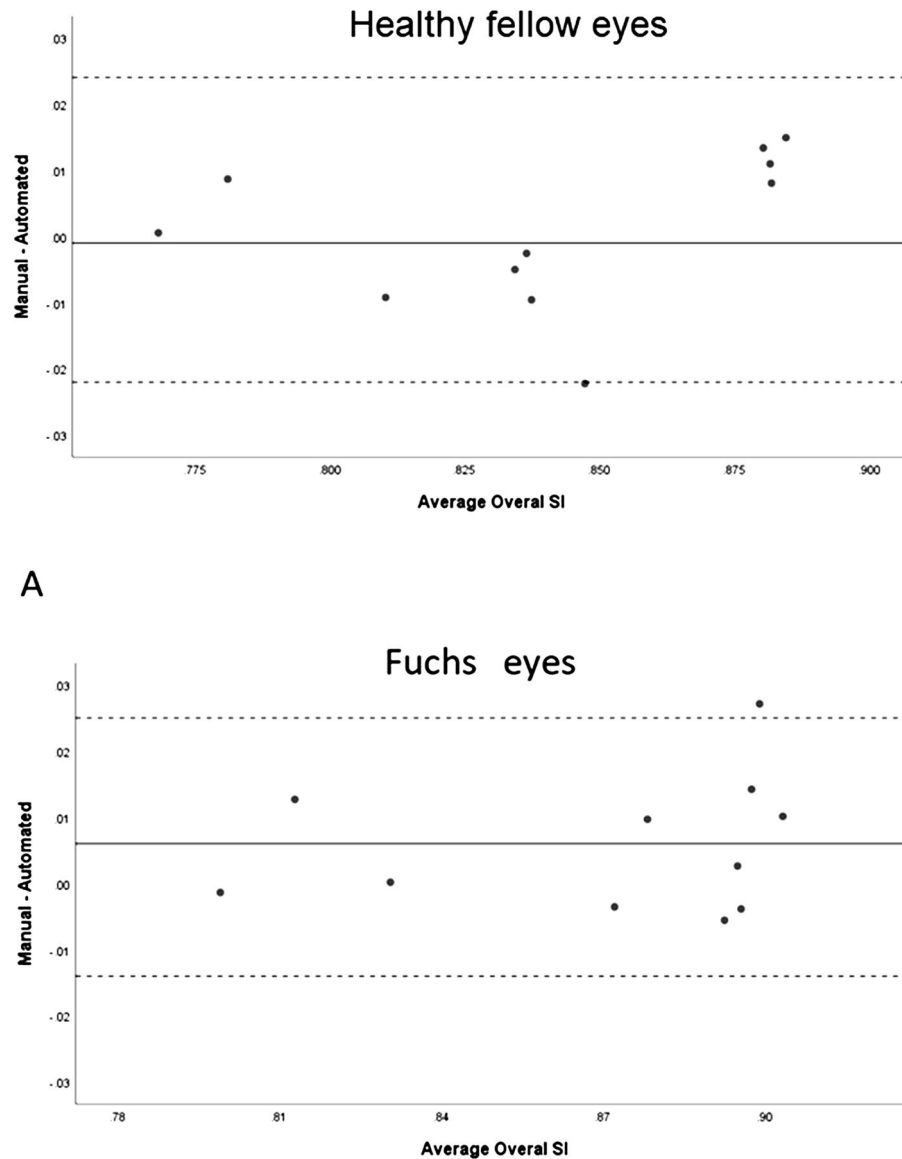 Healthy fellow eyes
.03
.02
.01
.00
-.01
-.02
-.03
Manual - Automated
.775 .800 .825 .850 .875 .900
Average Overal SI
A
Fuchs eyes
.03
.02
.01
.00
-.01
-.02
-.03
Manual - Automated
.78 .81 .84 .87 .90
Average Overal SI